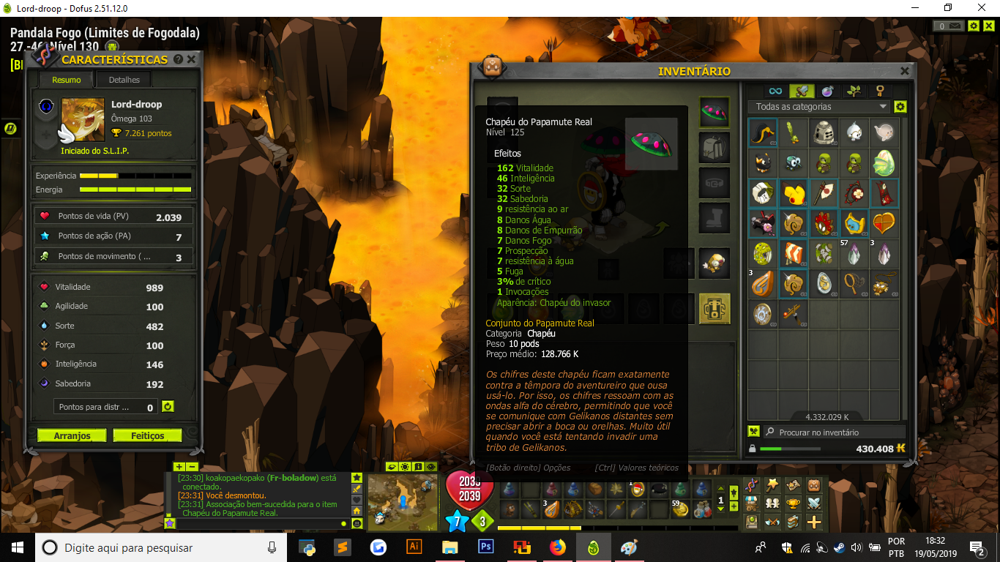 Lord-droop - Dofus 2.51.12.0
Pandala Fogo (Limites de Fogodala)
Nível 130
0
CARACTERÍSTICAS
Resumo
Detalhes
Lord-droop
Ômega 103
7.261 pontos
Iniciado do S.L.I.P.
Experiência
Energia
Pontos de vida (PV) 2.039
Pontos de ação (PA) 7
Pontos de movimento ( ... 3
Vitalidade 989
Agilidade 100
Sorte 482
Força 100
Inteligência 146
Sabedoria 192
Pontos para distr ... 0
Arranjos
Feitiços
INVENTÁRIO
Todas as categorias
57
3
3
4.332.029 K
Procurar no inventário
430.408 K
Chapéu do Papamute Real
Nível 125
Efeitos
162 Vitalidade
46 Inteligência
32 Sorte
32 Sabedoria
9 resistência ao ar
8 Danos Água
8 Danos de Empurrão
7 Danos Fogo
7 Prospecção
7 resistência à água
5 Fuga
3% de crítico
1 Invocações
Aparência: Chapéu do invasor
Conjunto do Papamute Real
Categoria Chapéu
Peso 10 pods
Preço médio: 128.766 K
Os chifres deste chapéu ficam exatamente
contra a têmpora do aventureiro que ousa
usá-lo. Por isso, os chifres ressoam com as
ondas alfa do cérebro, permitindo que você
se comunique com Gelikanos distantes sem
precisar abrir a boca ou orelhas. Muito útil
quando você está tentando invadir uma
tribo de Gelikanos.
[Botão direito] Opções
[Ctrl] Valores teóricos
[23:30] koakopaekopako (Fr-boladow) está
conectado.
[23:31] Você desmontou.
[23:31] Associação bem-sucedida para o item
Chapéu do Papamute Real.
2039
2039
7
3
1
3
59
1
Digite aqui para pesquisar
Ai
Ps
POR
PTB
18:32
19/05/2019
2